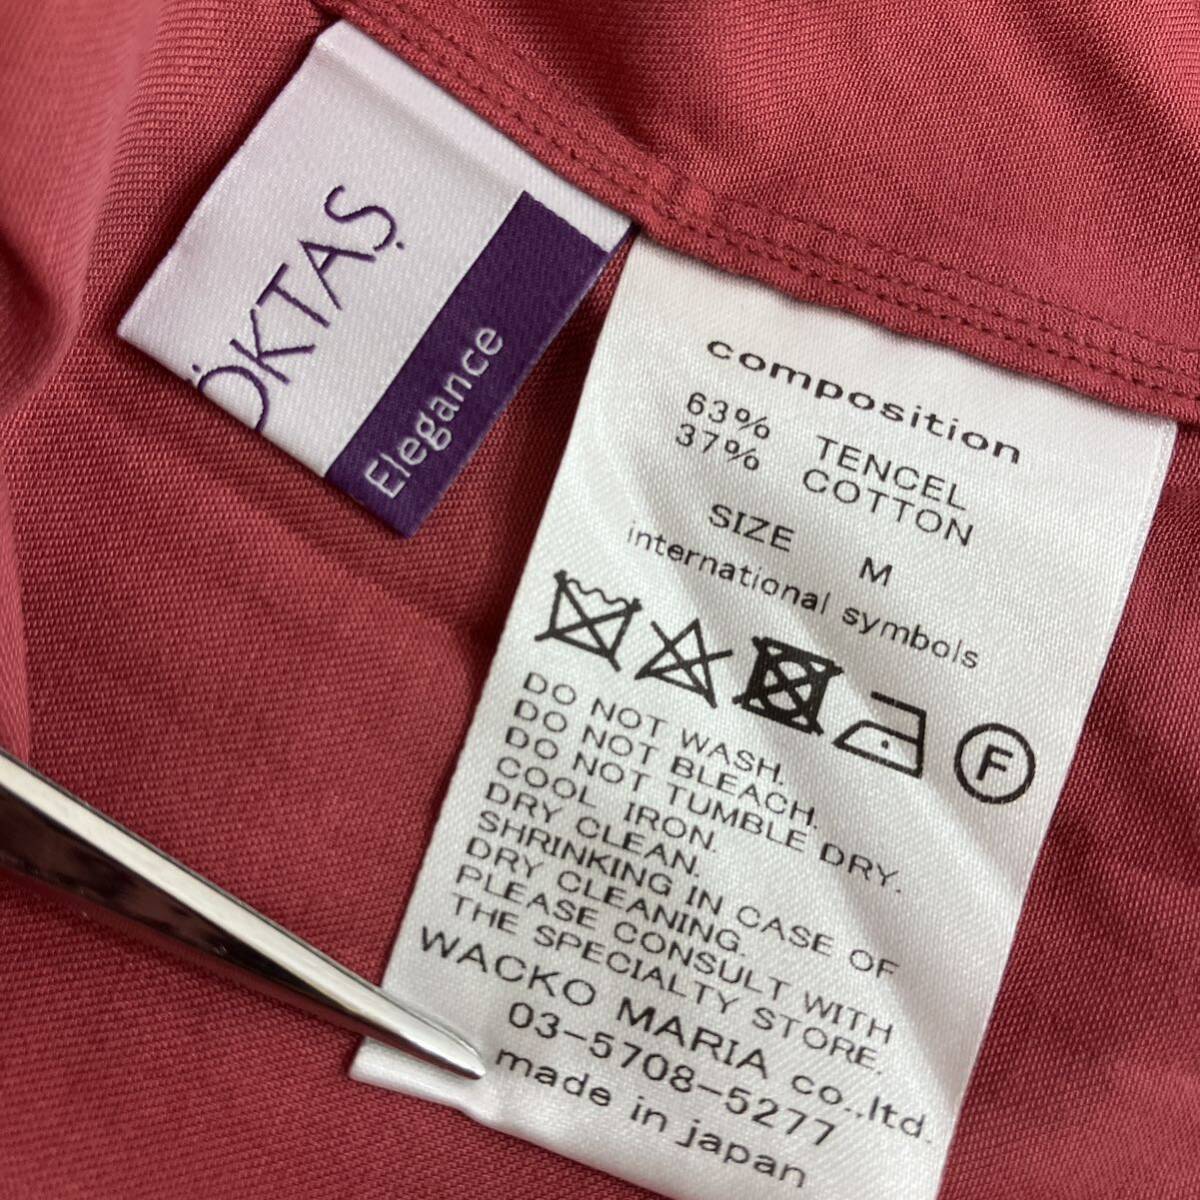 ÖKTAŞ
Elegance
composition
63% TENCEL
37% COTTON
SIZE M
international symbols
F
DO NOT WASH.
DO NOT BLEACH.
DO NOT TUMBLE DRY.
COOL IRON.
DRY CLEAN.
SHRINKING IN CASE OF
DRY CLEANING.
PLEASE CONSULT WITH
THE SPECIALTY STORE.
WACKO MARIA co.,ltd.
03-5708-5277
made in japan